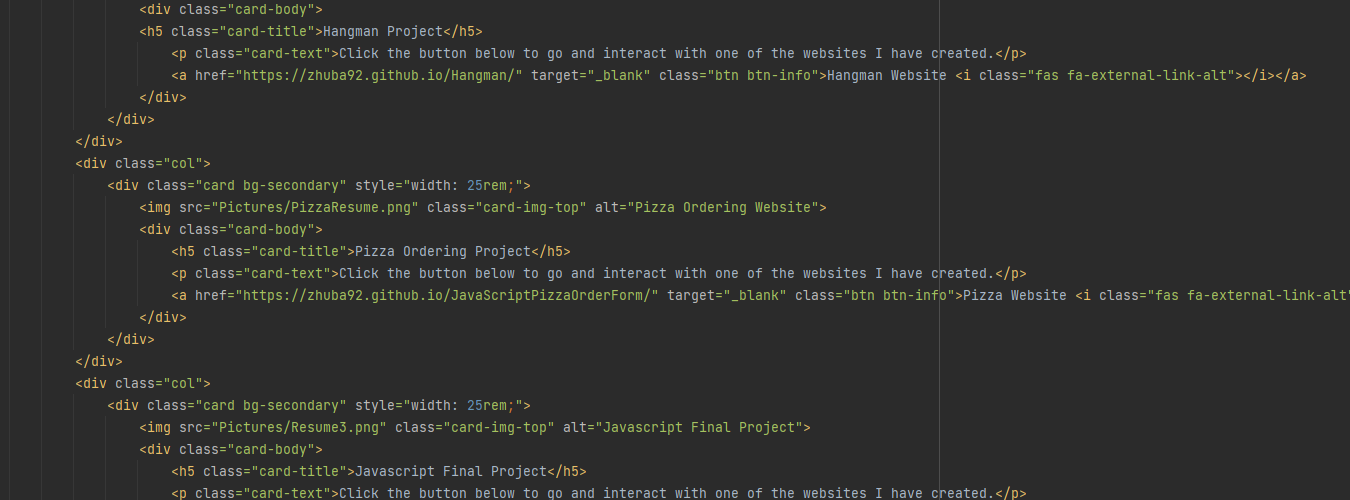 <div class="card-body">
<h5 class="card-title">Hangman Project</h5>
<p class="card-text">Click the button below to go and interact with one of the websites I have created.</p>
<a href="https://zhuba92.github.io/Hangman/" target="_blank" class="btn btn-info">Hangman Website <i class="fas fa-external-link-alt"></i></a>
</div>
</div>
</div>
<div class="col">
<div class="card bg-secondary" style="width: 25rem;">
<img src="Pictures/PizzaResume.png" class="card-img-top" alt="Pizza Ordering Website">
<div class="card-body">
<h5 class="card-title">Pizza Ordering Project</h5>
<p class="card-text">Click the button below to go and interact with one of the websites I have created.</p>
<a href="https://zhuba92.github.io/JavaScriptPizzaOrderForm/" target="_blank" class="btn btn-info">Pizza Website <i class="fas fa-external-link-alt"
</div>
</div>
</div>
<div class="col">
<div class="card bg-secondary" style="width: 25rem;">
<img src="Pictures/Resume3.png" class="card-img-top" alt="Javascript Final Project">
<div class="card-body">
<h5 class="card-title">Javascript Final Project</h5>
<p class="card-text">Click the button below to go and interact with one of the websites I have created.</p>